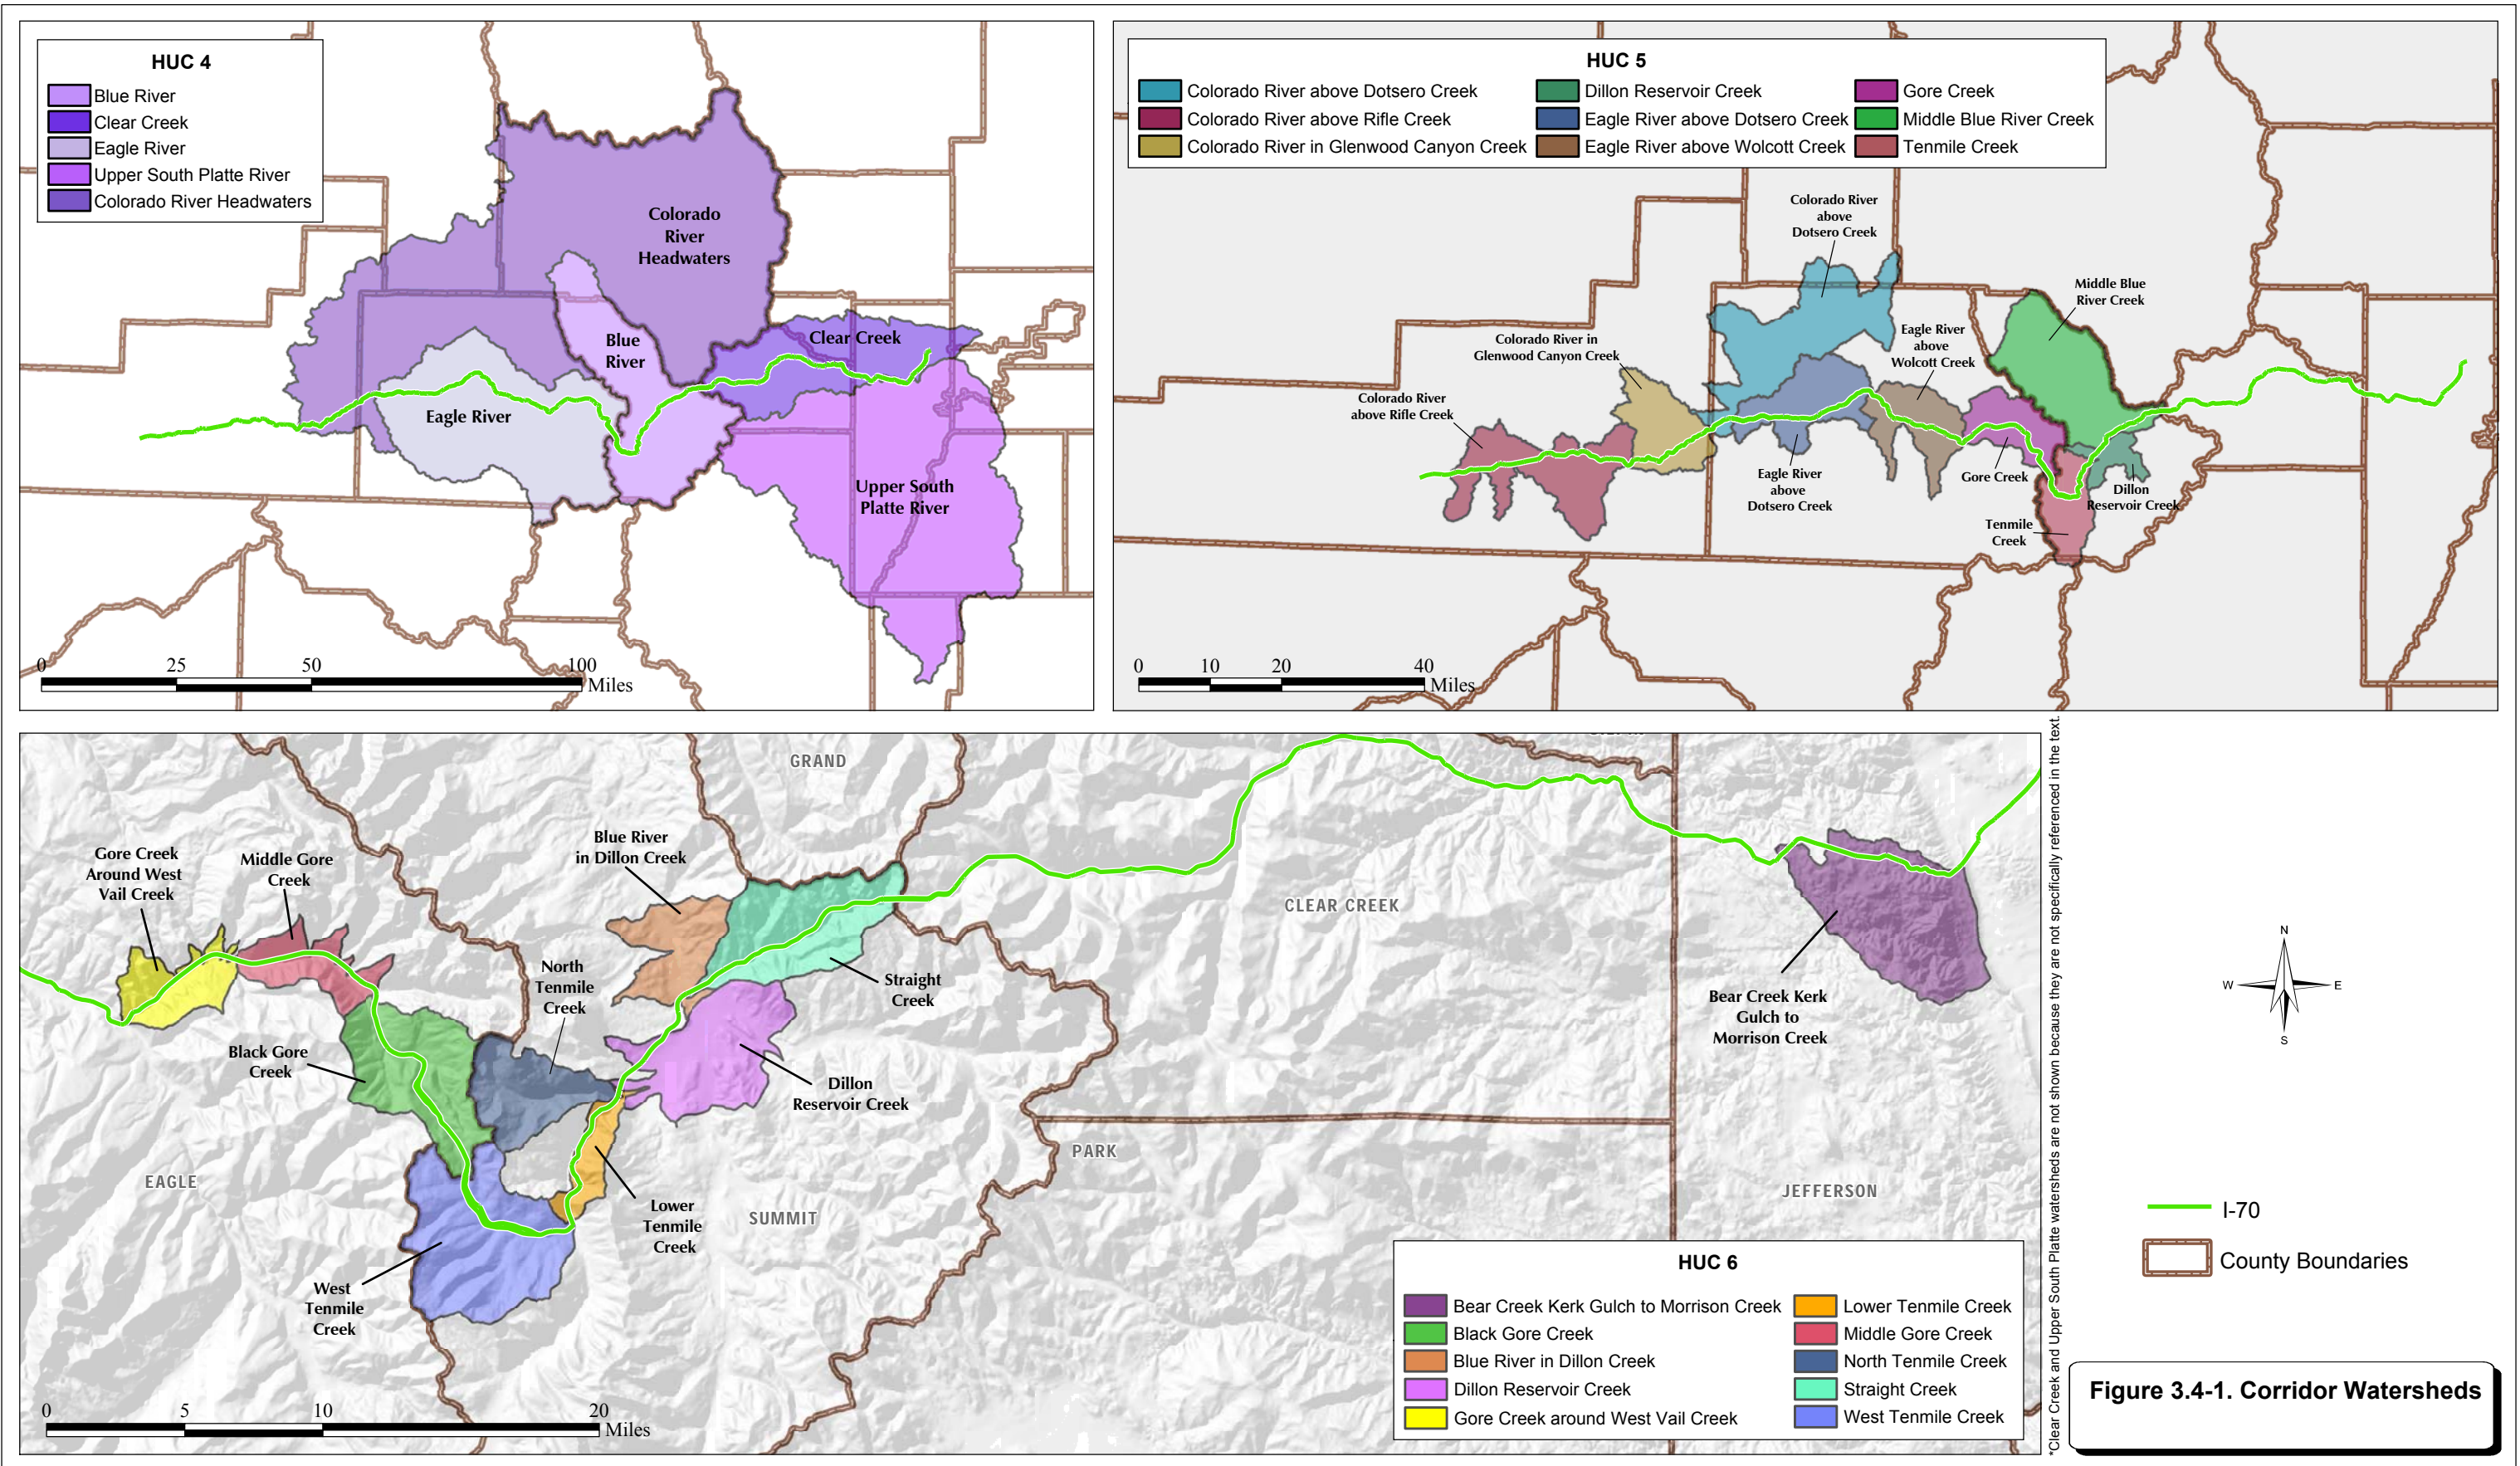 HUC 4
Blue River
Clear Creek
Eagle River
Upper South Platte River
Colorado River Headwaters
Colorado
River
Headwaters
Blue
River
Clear Creek
Eagle River
Upper South
Platte River
0 25 50 100
Miles
HUC 5
Colorado River above Dotsero Creek
Colorado River above Rifle Creek
Colorado River in Glenwood Canyon Creek
Dillon Reservoir Creek
Eagle River above Dotsero Creek
Eagle River above Wolcott Creek
Gore Creek
Middle Blue River Creek
Tenmile Creek
Colorado River
above
Dotsero Creek
Middle Blue
River Creek
Eagle River
above
Wolcott Creek
Colorado River in
Glenwood Canyon Creek
Colorado River
above Rifle Creek
Eagle River
above
Dotsero Creek
Gore Creek
Dillon
Reservoir Creek
Tenmile
Creek
0 10 20 40
Miles
GRAND
Blue River
in Dillon Creek
Gore Creek
Around West
Vail Creek
Middle Gore
Creek
CLEAR CREEK
North
Tenmile
Creek
Straight
Creek
Bear Creek Kerk
Gulch to
Morrison Creek
Black Gore
Creek
Dillon
Reservoir Creek
PARK
EAGLE
JEFFERSON
Lower
Tenmile
Creek
SUMMIT
West
Tenmile
Creek
HUC 6
Bear Creek Kerk Gulch to Morrison Creek
Black Gore Creek
Blue River in Dillon Creek
Dillon Reservoir Creek
Gore Creek around West Vail Creek
Lower Tenmile Creek
Middle Gore Creek
North Tenmile Creek
Straight Creek
West Tenmile Creek
0 5 10 20
Miles
*Clear Creek and Upper South Platte watersheds are not shown because they are not specifically referenced in the text.
N
W E
S
I-70
County Boundaries
Figure 3.4-1. Corridor Watersheds